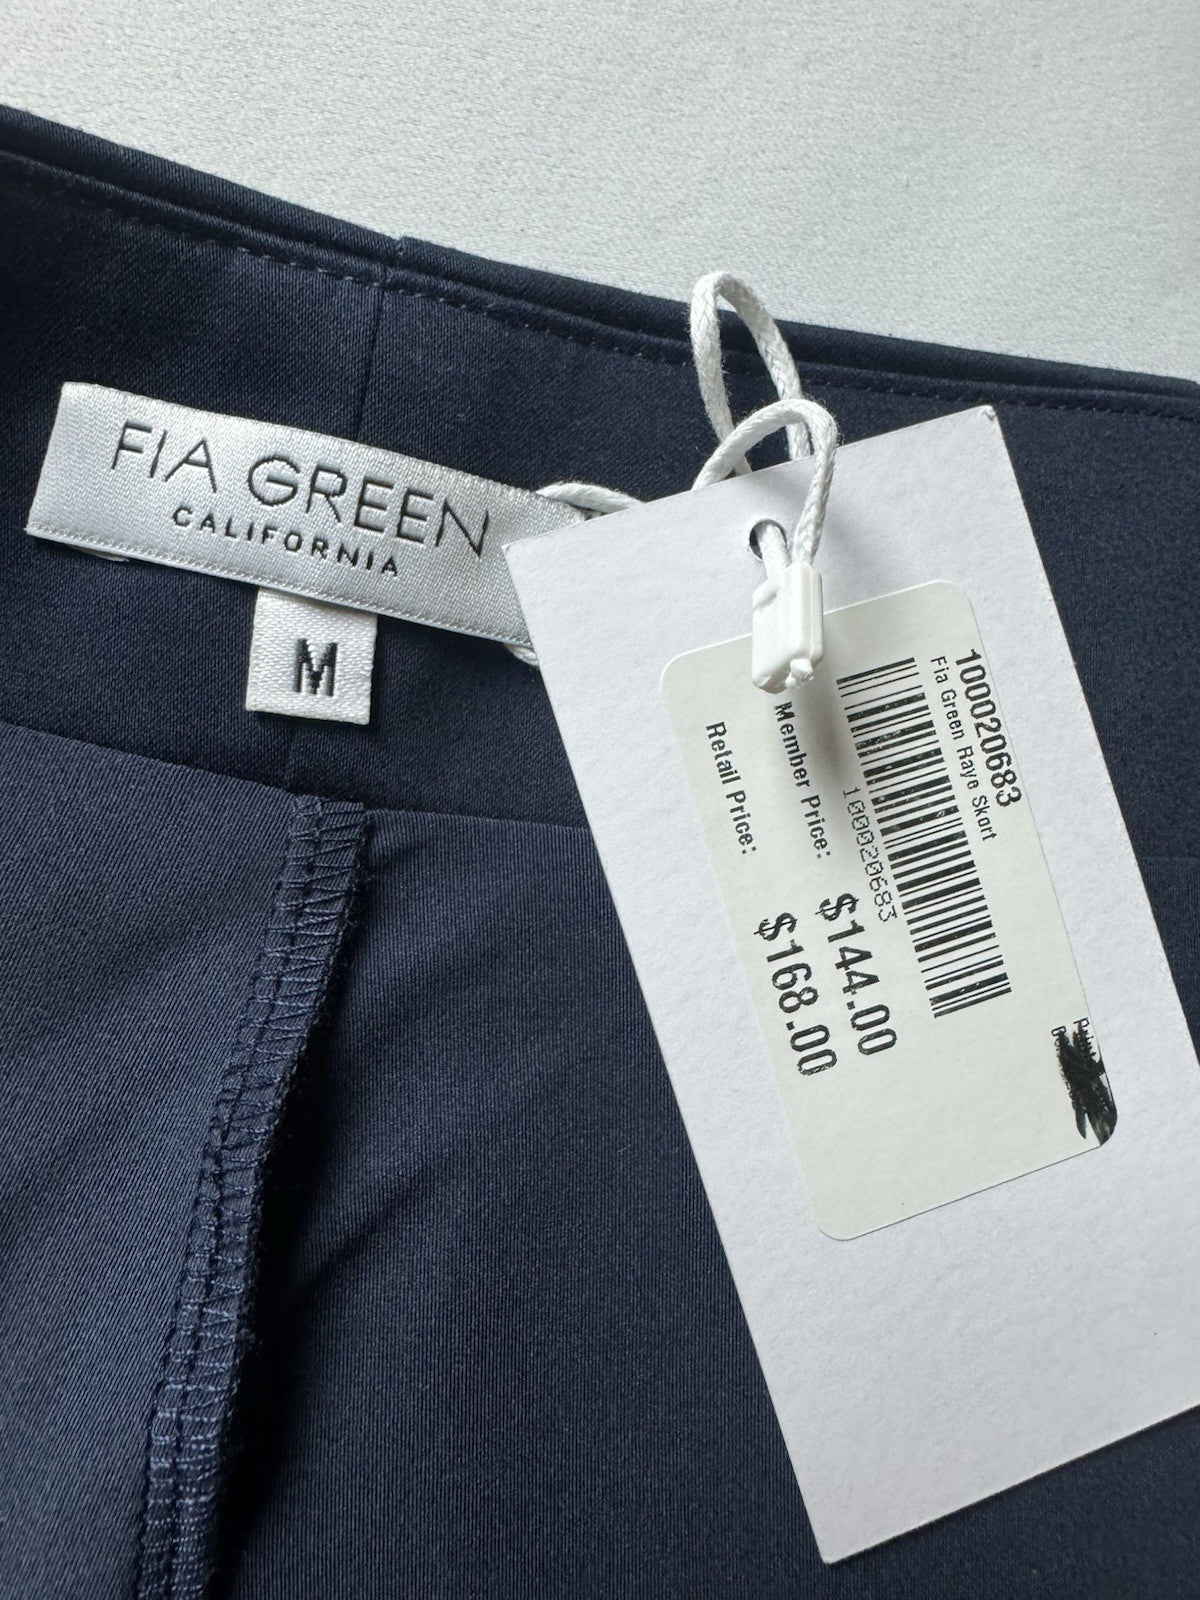 FIA GREEN
CALIFORNIA
M
100020683
Fia Green Raye Skort
100020683
Member Price: $144.00
Retail Price: $168.00